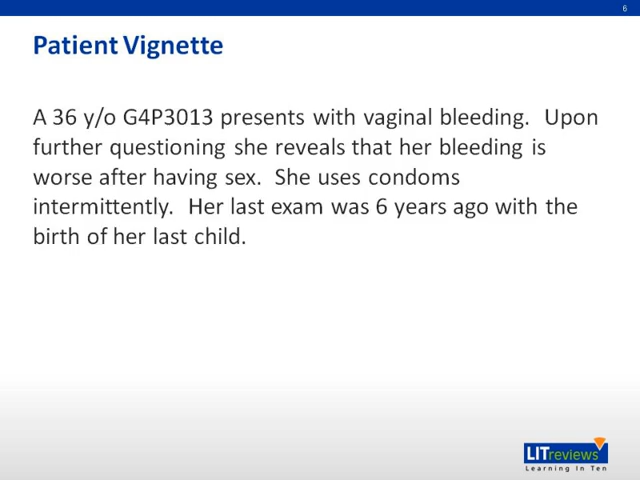 6
Patient Vignette
A 36 y/o G4P3013 presents with vaginal bleeding. Upon
further questioning she reveals that her bleeding is
worse after having sex. She uses condoms
intermittently. Her last exam was 6 years ago with the
birth of her last child.
LITreviews
Learning In Ten